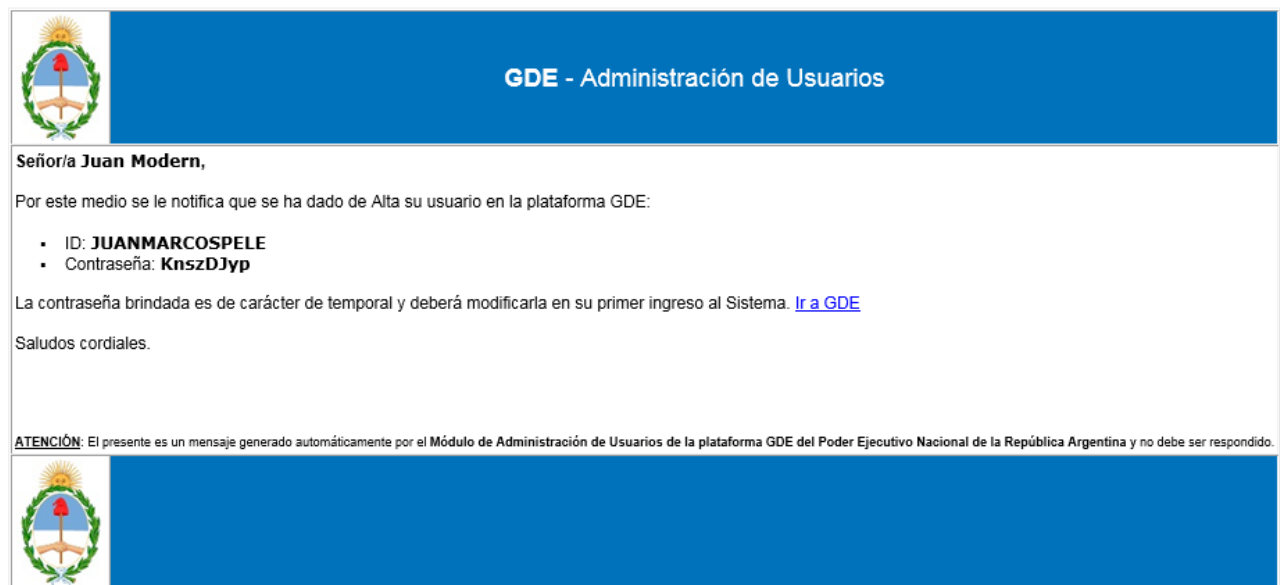 GDE - Administración de Usuarios
Señor/a Juan Modern,
Por este medio se le notifica que se ha dado de Alta su usuario en la plataforma GDE:
▪ ID: JUANMARCOSPELE
▪ Contraseña: KnszDJyp
La contraseña brindada es de carácter de temporal y deberá modificarla en su primer ingreso al Sistema. Ir a GDE
Saludos cordiales.
ATENCIÓN: El presente es un mensaje generado automáticamente por el Módulo de Administración de Usuarios de la plataforma GDE del Poder Ejecutivo Nacional de la República Argentina y no debe ser respondido.